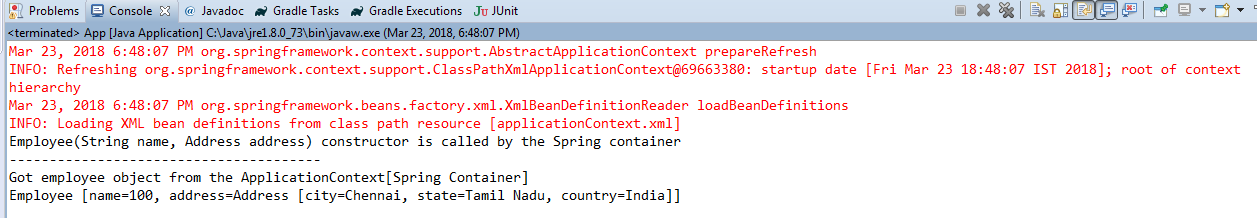 Problems Console @ Javadoc Gradle Tasks Gradle Executions JU JUnit
<terminated> App [Java Application] C:\Java\jre1.8.0_73\bin\javaw.exe (Mar 23, 2018, 6:48:07 PM)
Mar 23, 2018 6:48:07 PM org.springframework.context.support.AbstractApplicationContext prepareRefresh
INFO: Refreshing org.springframework.context.support.ClassPathXmlApplicationContext@69663380: startup date [Fri Mar 23 18:48:07 IST 2018]; root of context
hierarchy
Mar 23, 2018 6:48:07 PM org.springframework.beans.factory.xml.XmlBeanDefinitionReader loadBeanDefinitions
INFO: Loading XML bean definitions from class path resource [applicationContext.xml]
Employee(String name, Address address) constructor is called by the Spring container
---------------------------------------
Got employee object from the ApplicationContext[Spring Container]
Employee [name=100, address=Address [city=Chennai, state=Tamil Nadu, country=India]]